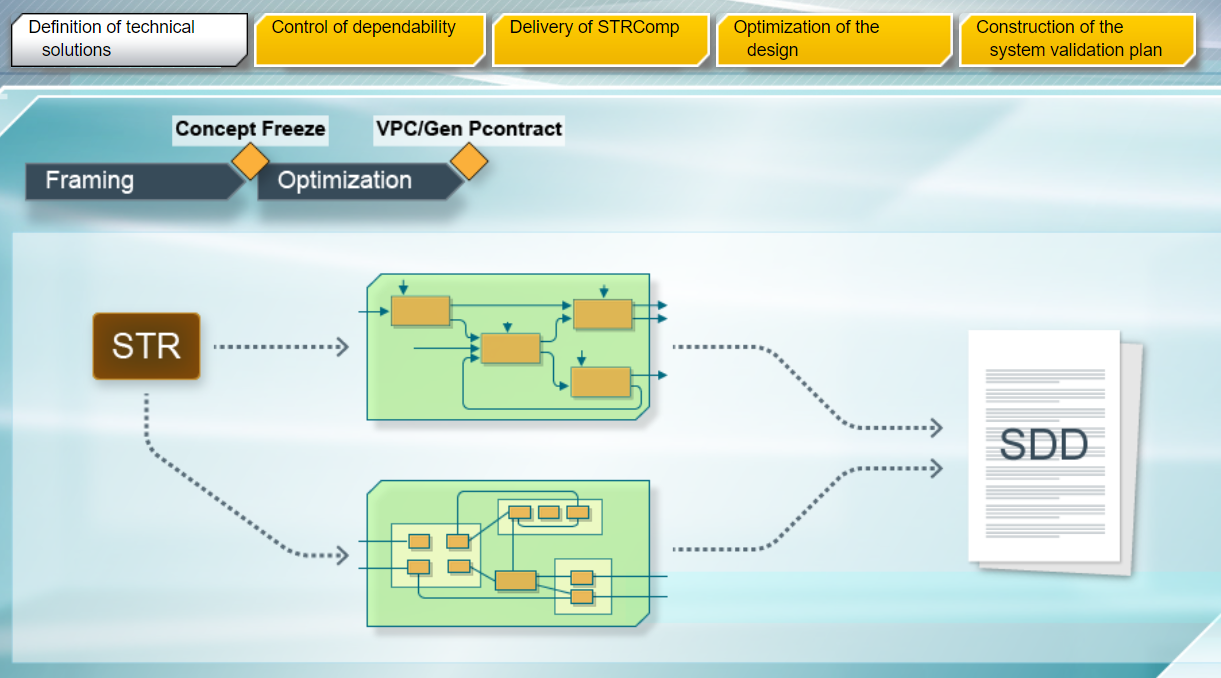 Definition of technical
solutions
Control of dependability
Delivery of STRComp
Optimization of the
design
Construction of the
system validation plan
Concept Freeze
VPC/Gen Pcontract
Framing
Optimization
STR
SDD